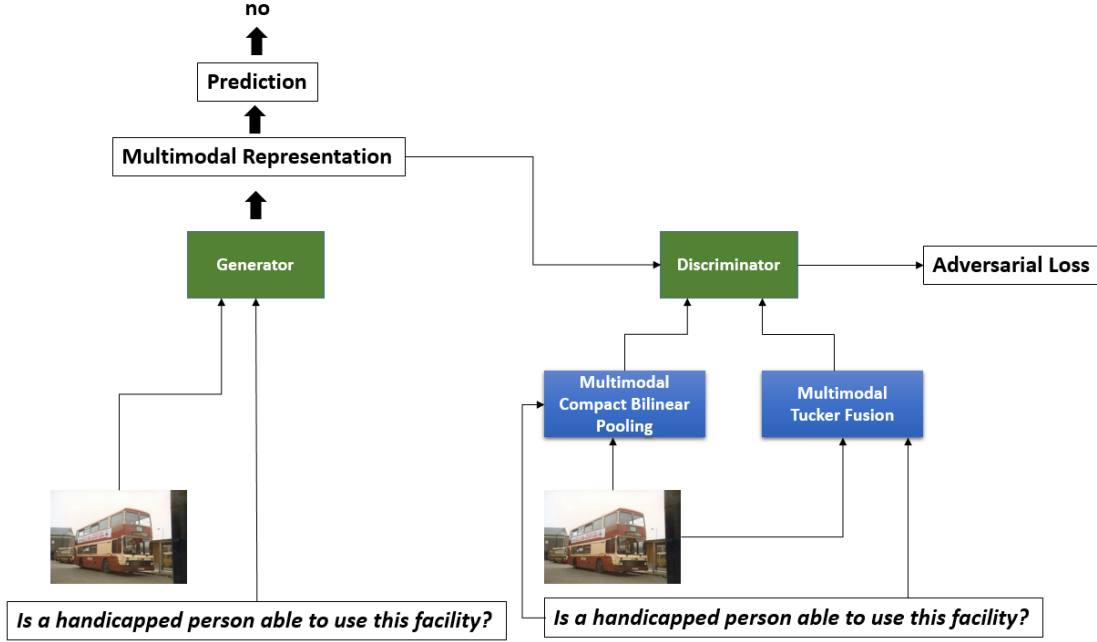 no
Prediction
Multimodal Representation
Generator
Discriminator
Adversarial Loss
Multimodal
Compact Bilinear
Pooling
Multimodal
Tucker Fusion
Is a handicapped person able to use this facility?
Is a handicapped person able to use this facility?